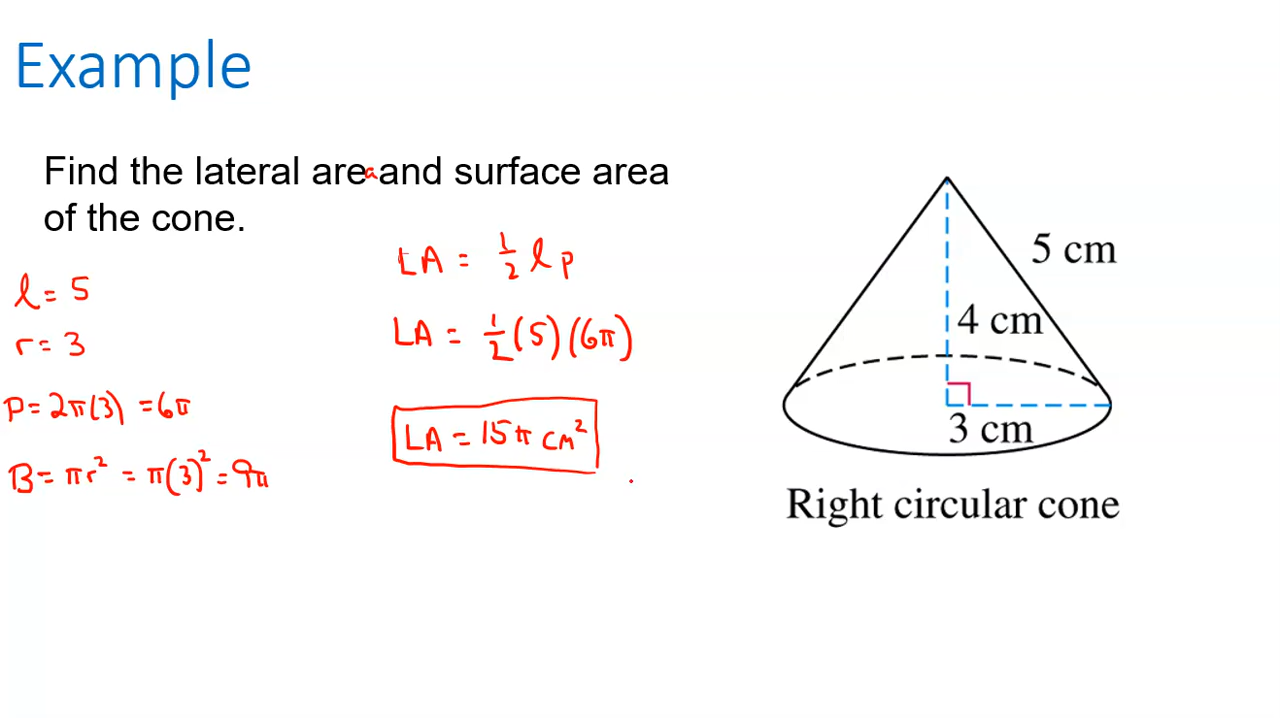 Example
Find the lateral area and surface area
of the cone.
l = 5
r = 3
P = 2π(3) = 6π
B = πr² = π(3)² = 9π
LA = 1/2 l p
LA = 1/2 (5)(6π)
LA = 15π cm²
5 cm
4 cm
3 cm
Right circular cone